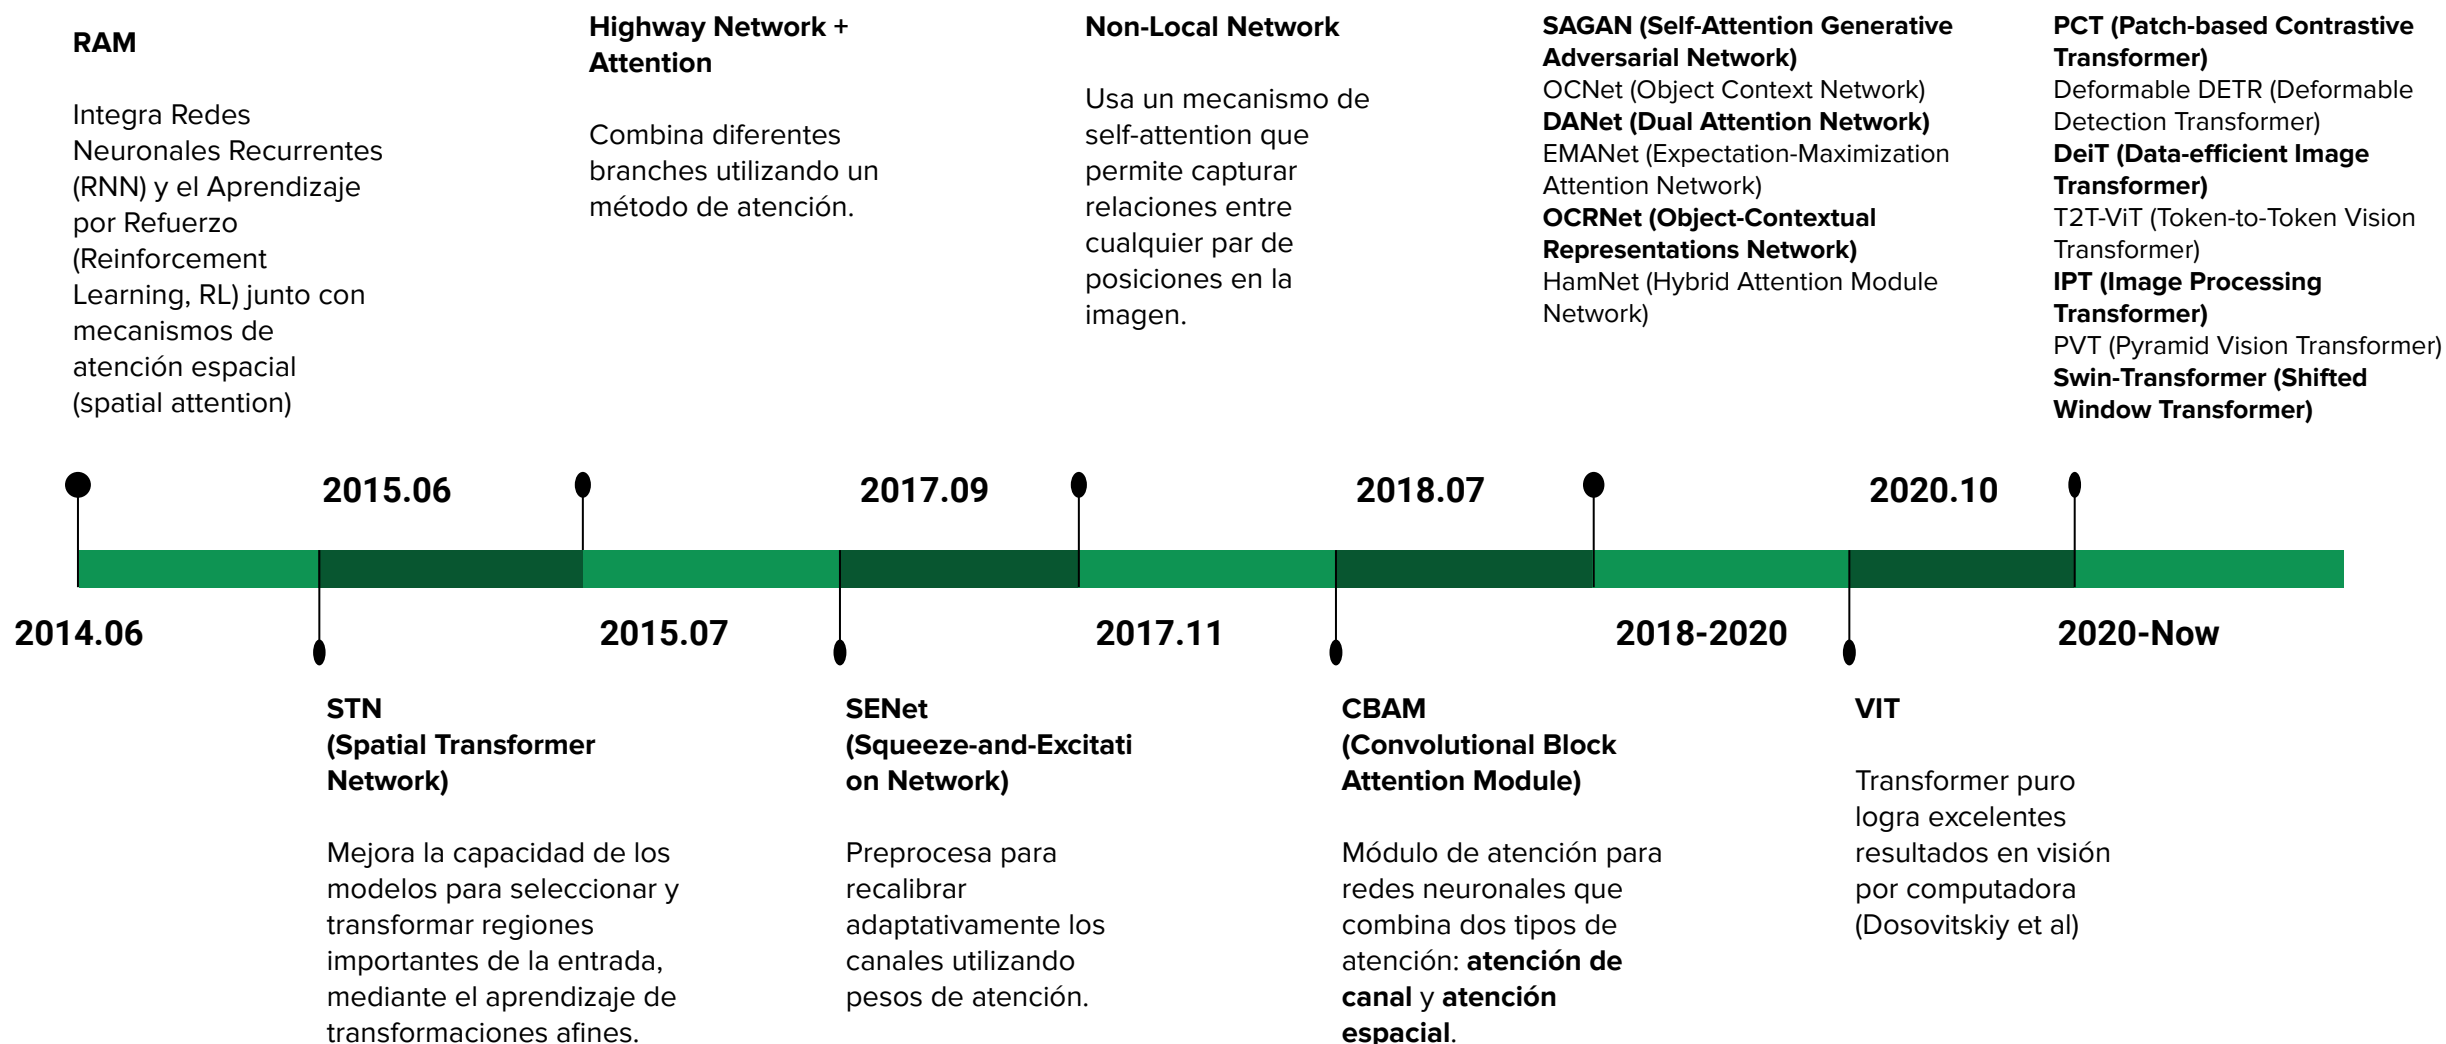 RAM
Integra Redes
Neuronales Recurrentes
(RNN) y el Aprendizaje
por Refuerzo
(Reinforcement
Learning, RL) junto con
mecanismos de
atención espacial
(spatial attention)
Highway Network +
Attention
Combina diferentes
branches utilizando un
método de atención.
Non-Local Network
Usa un mecanismo de
self-attention que
permite capturar
relaciones entre
cualquier par de
posiciones en la
imagen.
SAGAN (Self-Attention Generative
Adversarial Network)
OCNet (Object Context Network)
DANet (Dual Attention Network)
EMANet (Expectation-Maximization
Attention Network)
OCRNet (Object-Contextual
Representations Network)
HamNet (Hybrid Attention Module
Network)
PCT (Patch-based Contrastive
Transformer)
Deformable DETR (Deformable
Detection Transformer)
DeiT (Data-efficient Image
Transformer)
T2T-ViT (Token-to-Token Vision
Transformer)
IPT (Image Processing
Transformer)
PVT (Pyramid Vision Transformer)
Swin-Transformer (Shifted
Window Transformer)
2015.06
2017.09
2018.07
2020.10
2014.06
2015.07
2017.11
2018-2020
2020-Now
STN
(Spatial Transformer
Network)
Mejora la capacidad de los
modelos para seleccionar y
transformar regiones
importantes de la entrada,
mediante el aprendizaje de
transformaciones afines.
SENet
(Squeeze-and-Excitati
on Network)
Preprocesa para
recalibrar
adaptativamente los
canales utilizando
pesos de atención.
CBAM
(Convolutional Block
Attention Module)
Módulo de atención para
redes neuronales que
combina dos tipos de
atención: atención de
canal y atención
espacial.
VIT
Transformer puro
logra excelentes
resultados en visión
por computadora
(Dosovitskiy et al)